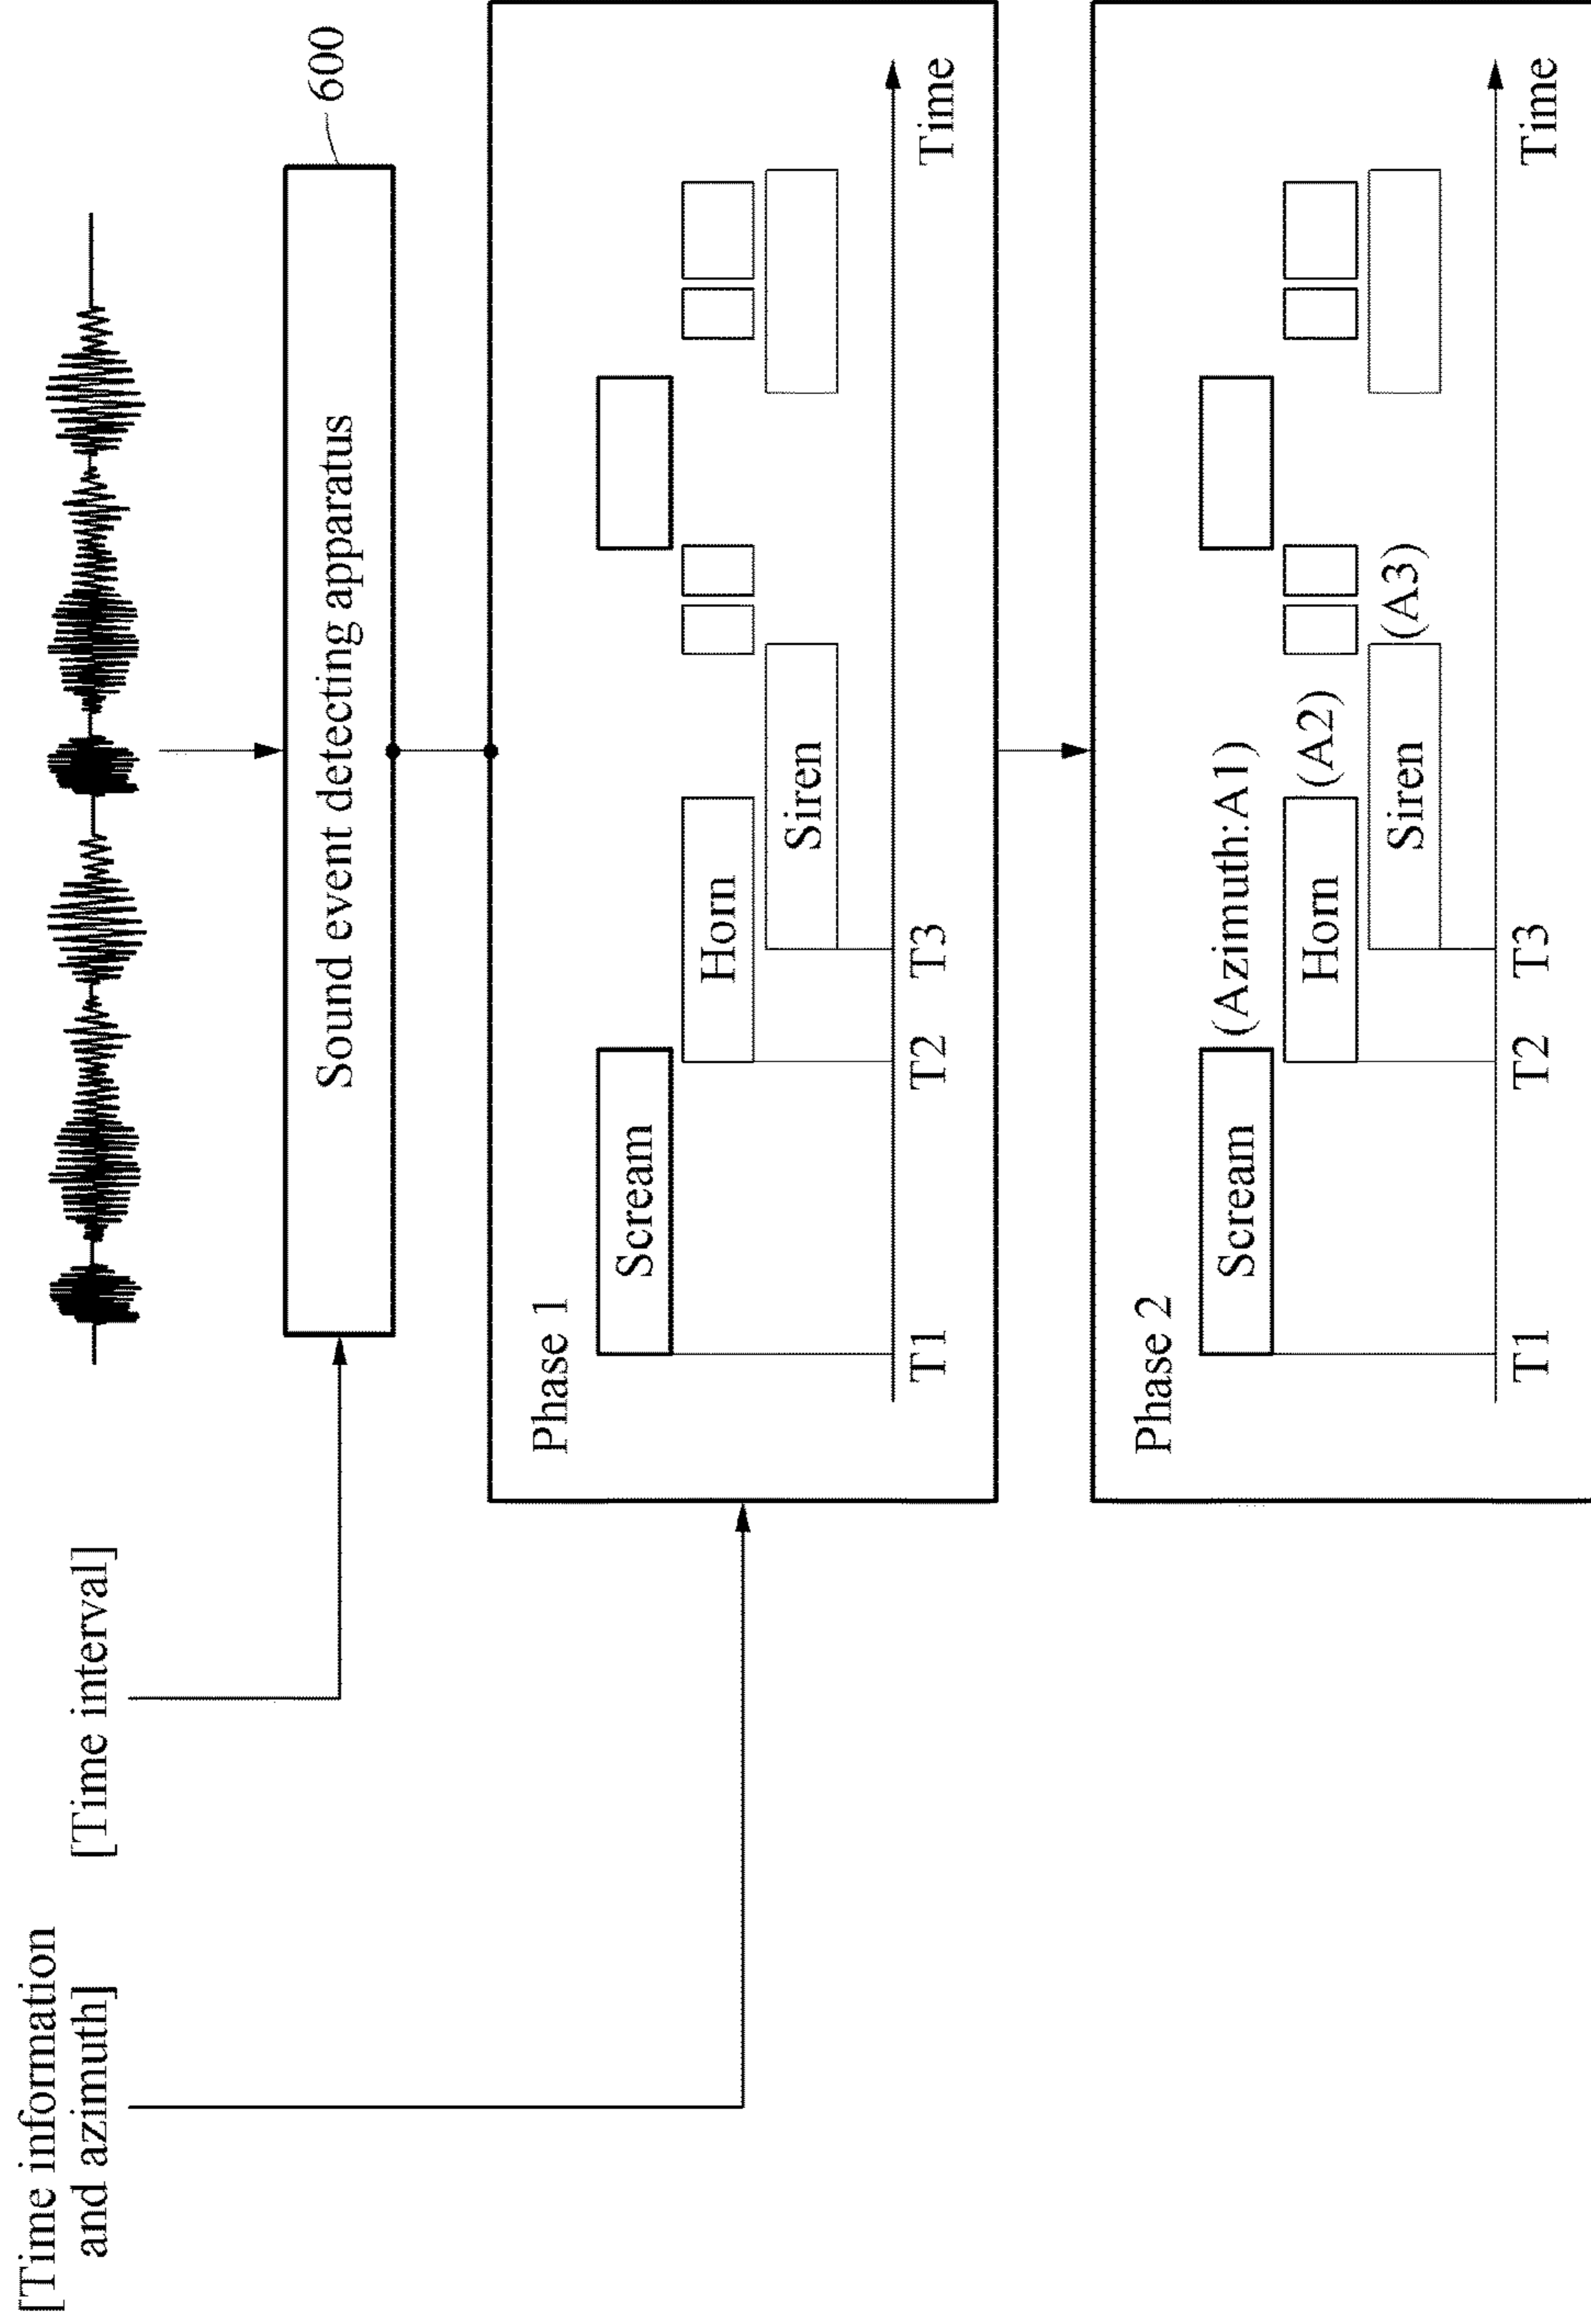 [Time information
and azimuth]
[Time interval]
Sound event detecting apparatus
600
Phase 1
Scream
Horn
Siren
T1 T2 T3 Time
Phase 2
Scream (Azimuth:A1)
Horn (A2)
Siren (A3)
T1 T2 T3 Time